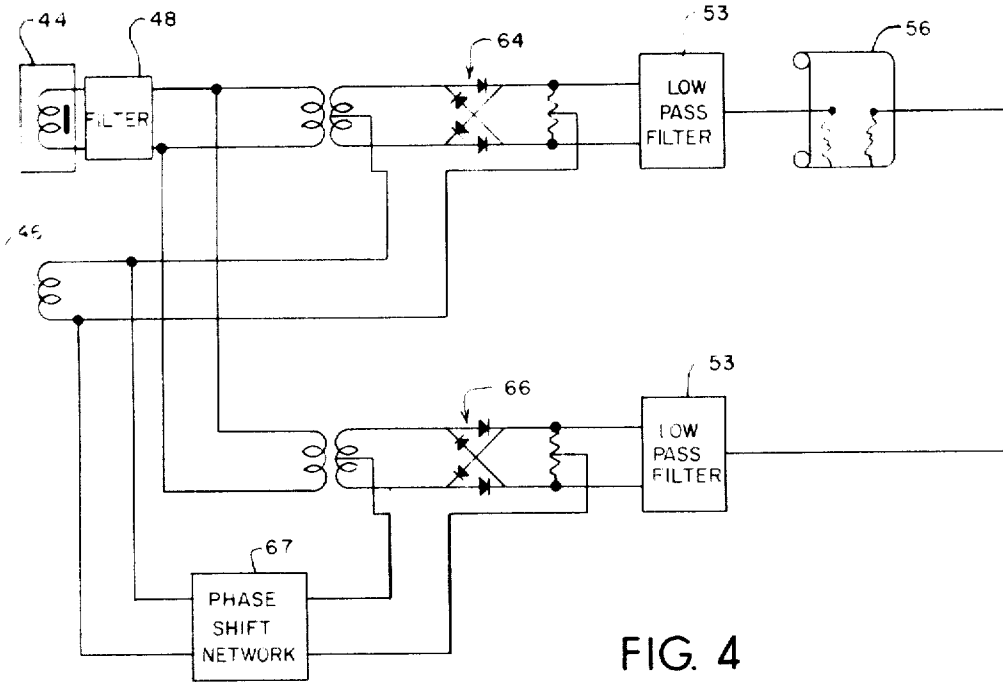 44
48
64
53
56
FILTER
LOW
PASS
FILTER
46
66
53
LOW
PASS
FILTER
67
PHASE
SHIFT
NETWORK
FIG. 4